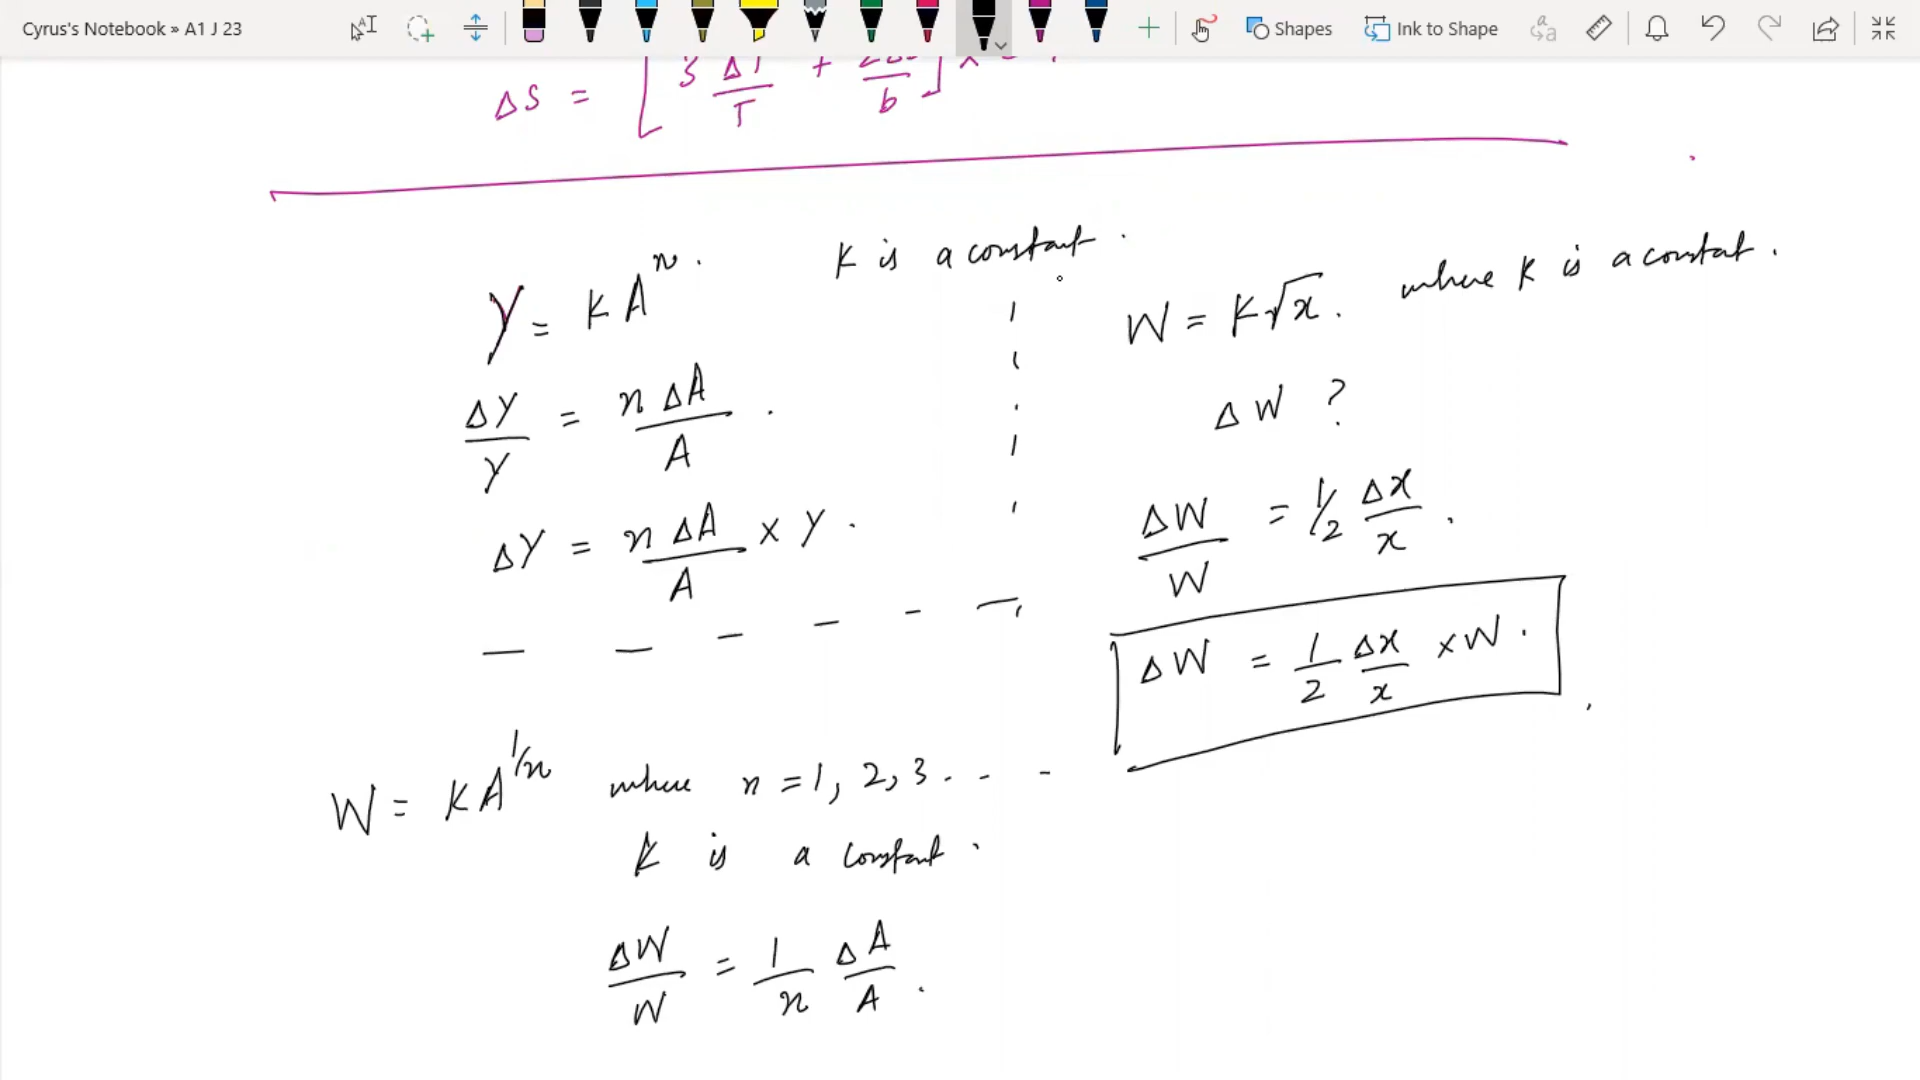 Cyrus's Notebook » A1 J 23
Shapes
Ink to Shape
ΔS = [3 ΔT/T + /b] x
Y = KA^n. K is a constant.
ΔY/Y = n ΔA/A.
ΔY = n ΔA/A x Y.
W = K√x. where K is a constat.
ΔW ?
ΔW/W = 1/2 Δx/x.
ΔW = 1/2 Δx/x x W.
W = KA^1/n where n = 1, 2, 3 - - -
K is a constant.
ΔW/W = 1/n ΔA/A.